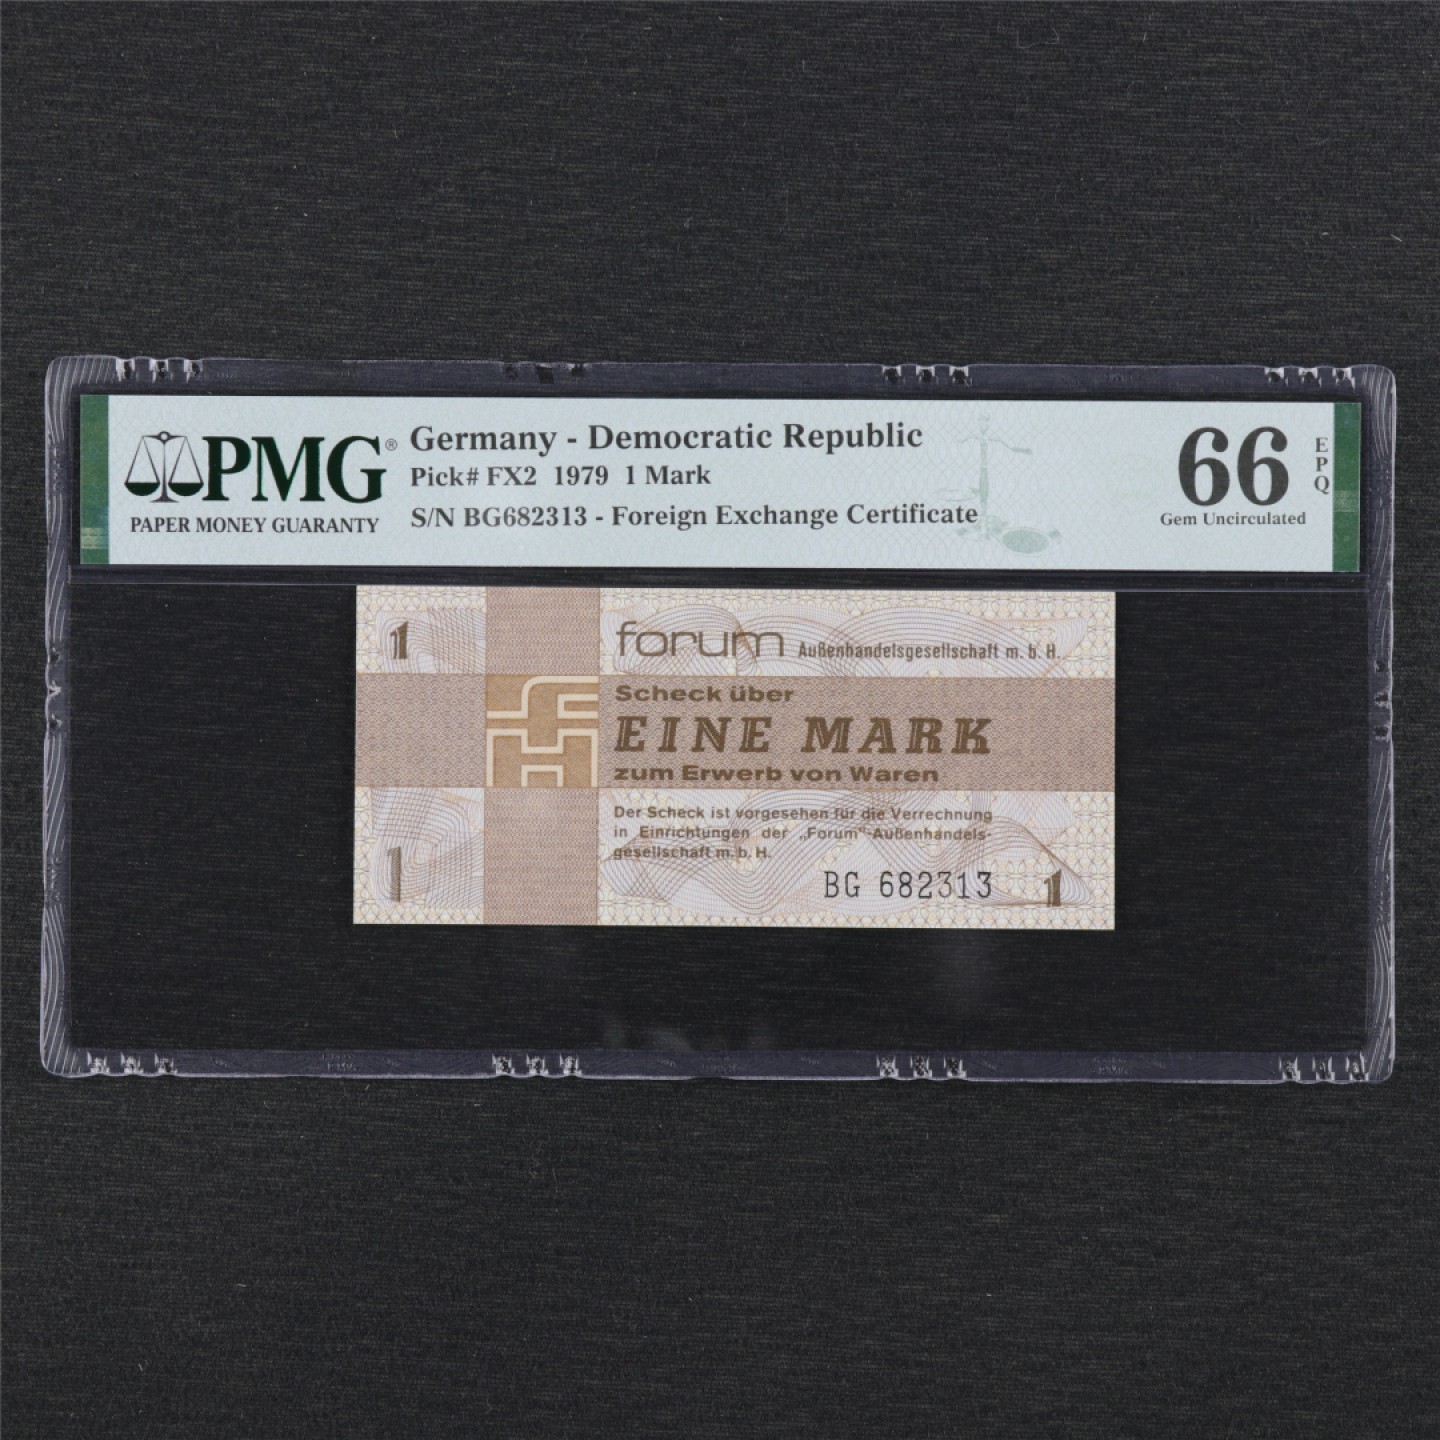 PMG®
PAPER MONEY GUARANTY
Germany - Democratic Republic
Pick# FX2 1979 1 Mark
S/N BG682313 - Foreign Exchange Certificate
66
EPQ
Gem Uncirculated
1
forum Außenhandelsgesellschaft m. b. H.
Scheck über
EINE MARK
zum Erwerb von Waren
Der Scheck ist vorgesehen für die Verrechnung
in Einrichtungen der „Forum“-Außenhandels-
gesellschaft m. b. H.
1
BG 682313
1